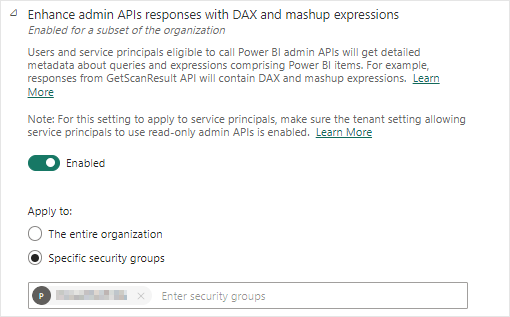 Enhance admin APIs responses with DAX and mashup expressions
Enabled for a subset of the organization
Users and service principals eligible to call Power BI admin APIs will get detailed
metadata about queries and expressions comprising Power BI items. For example,
responses from GetScanResult API will contain DAX and mashup expressions. Learn
More
Note: For this setting to apply to service principals, make sure the tenant setting allowing
service principals to use read-only admin APIs is enabled. Learn More
Enabled
Apply to:
The entire organization
Specific security groups
P Enter security groups